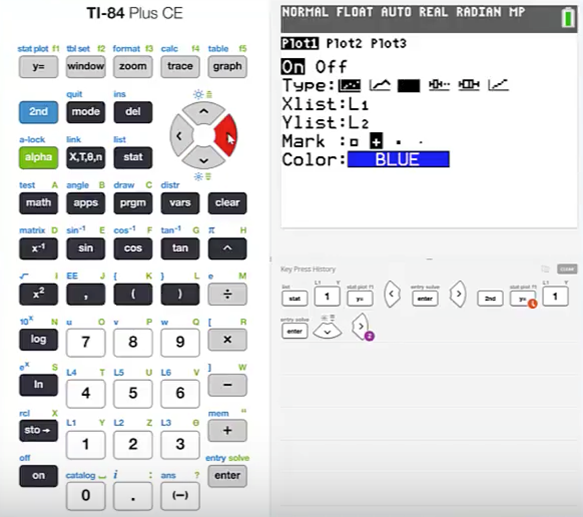 TI-84 Plus CE
stat plot f1 tbl set f2 format f3 calc f4 table f5
y= window zoom trace graph
quit ins
2nd mode del
a-lock link list
alpha X,T,θ,n stat
test A angle B draw C distr
math apps prgm vars clear
matrix D sin⁻¹ E cos⁻¹ F tan⁻¹ G π H
x⁻¹ sin cos tan ^
√ I EE J { K } L e M
x² , ( ) ÷
10ˣ N u O v P w Q [ R
log 7 8 9 ×
eˣ S L4 T L5 U L6 V ] W
ln 4 5 6 −
rcl X L1 Y L2 Z L3 θ mem "
sto→ 1 2 3 +
off catalog i : ans ? entry solve
on 0 . (−) enter
NORMAL FLOAT AUTO REAL RADIAN MP
Plot1 Plot2 Plot3
On Off
Type:
Xlist:L1
Ylist:L2
Mark :▫ + ▪ ·
Color: BLUE
Key Press History CLEAR
list L1 Y stat plot f1 entry solve stat plot f1 L1 Y
stat 1 y= < enter > 2nd y= 1
entry solve
enter > 2